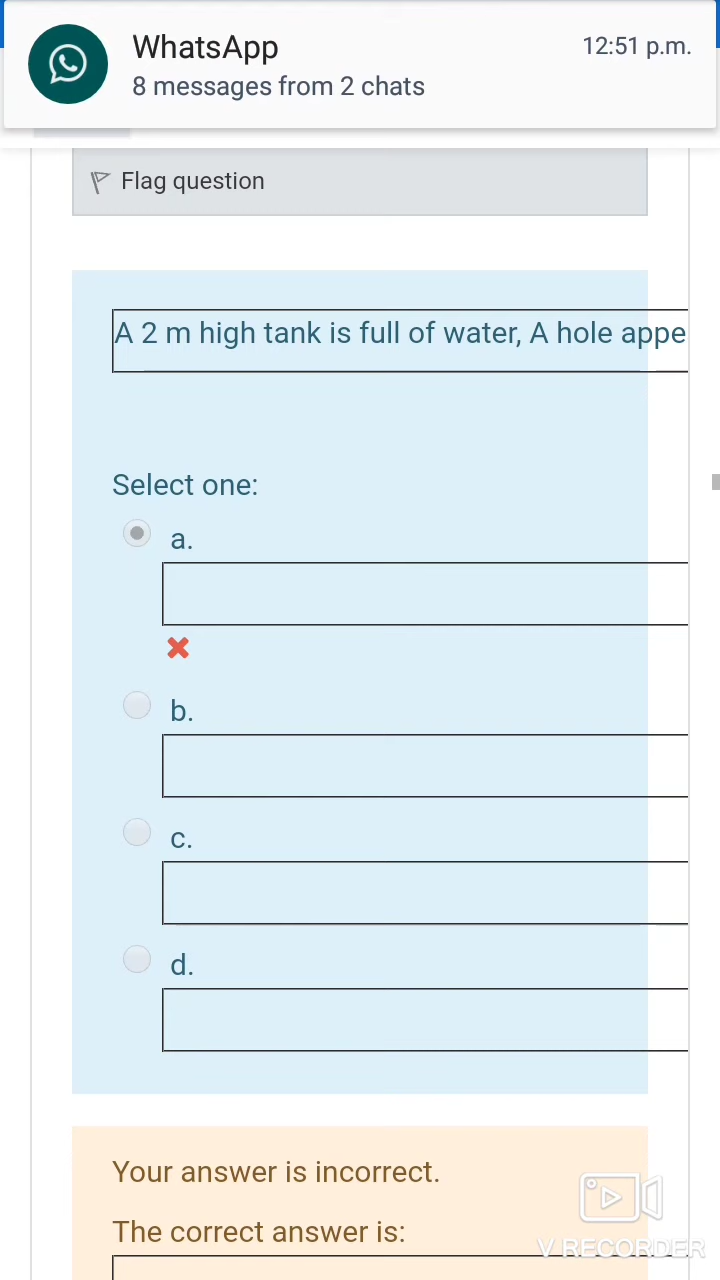 WhatsApp
12:51 p.m.
8 messages from 2 chats
Flag question
A 2 m high tank is full of water, A hole appe
Select one:
a.
b.
c.
d.
Your answer is incorrect.
The correct answer is:
V RECORDER